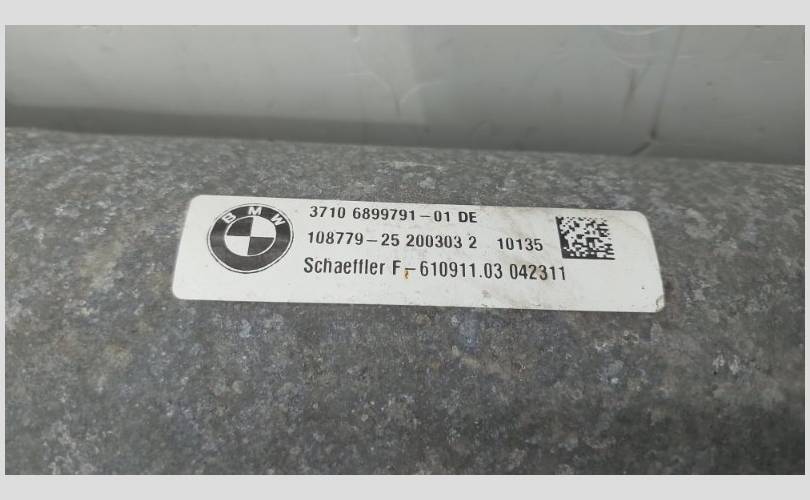 BMW
3710 6899791-01 DE
108779-25 200303 2 10135
Schaeffler F-610911.03 042311